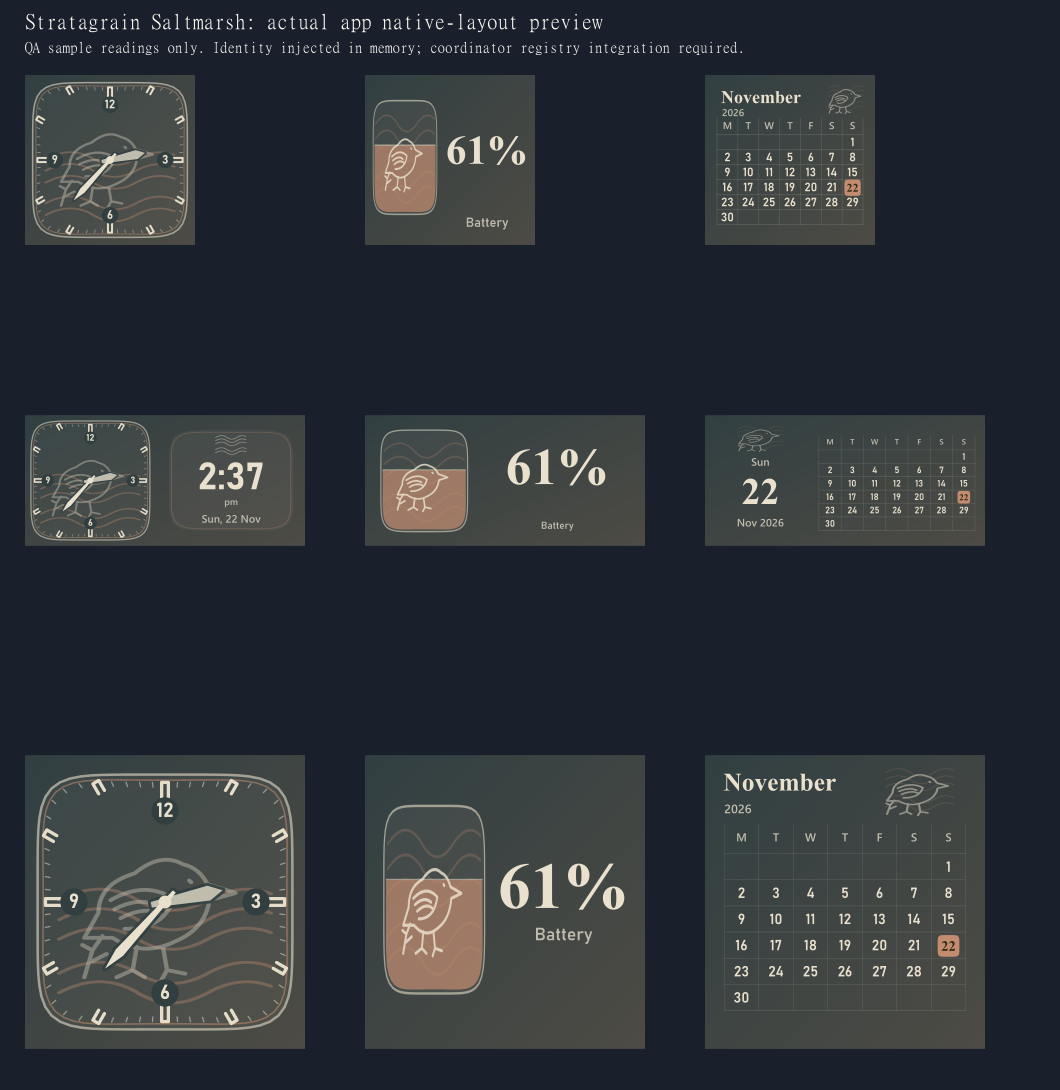 Stratagrain Saltmarsh: actual app native-layout preview
QA sample readings only. Identity injected in memory; coordinator registry integration required.
12
9
3
6
61%
Battery
November
2026
M T W T F S S
1
2 3 4 5 6 7 8
9 10 11 12 13 14 15
16 17 18 19 20 21 22
23 24 25 26 27 28 29
30
12
9
3
6
2:37
pm
Sun, 22 Nov
61%
Battery
Sun
22
Nov 2026
M T W T F S S
1
2 3 4 5 6 7 8
9 10 11 12 13 14 15
16 17 18 19 20 21 22
23 24 25 26 27 28 29
30
12
9
3
6
61%
Battery
November
2026
M T W T F S S
1
2 3 4 5 6 7 8
9 10 11 12 13 14 15
16 17 18 19 20 21 22
23 24 25 26 27 28 29
30